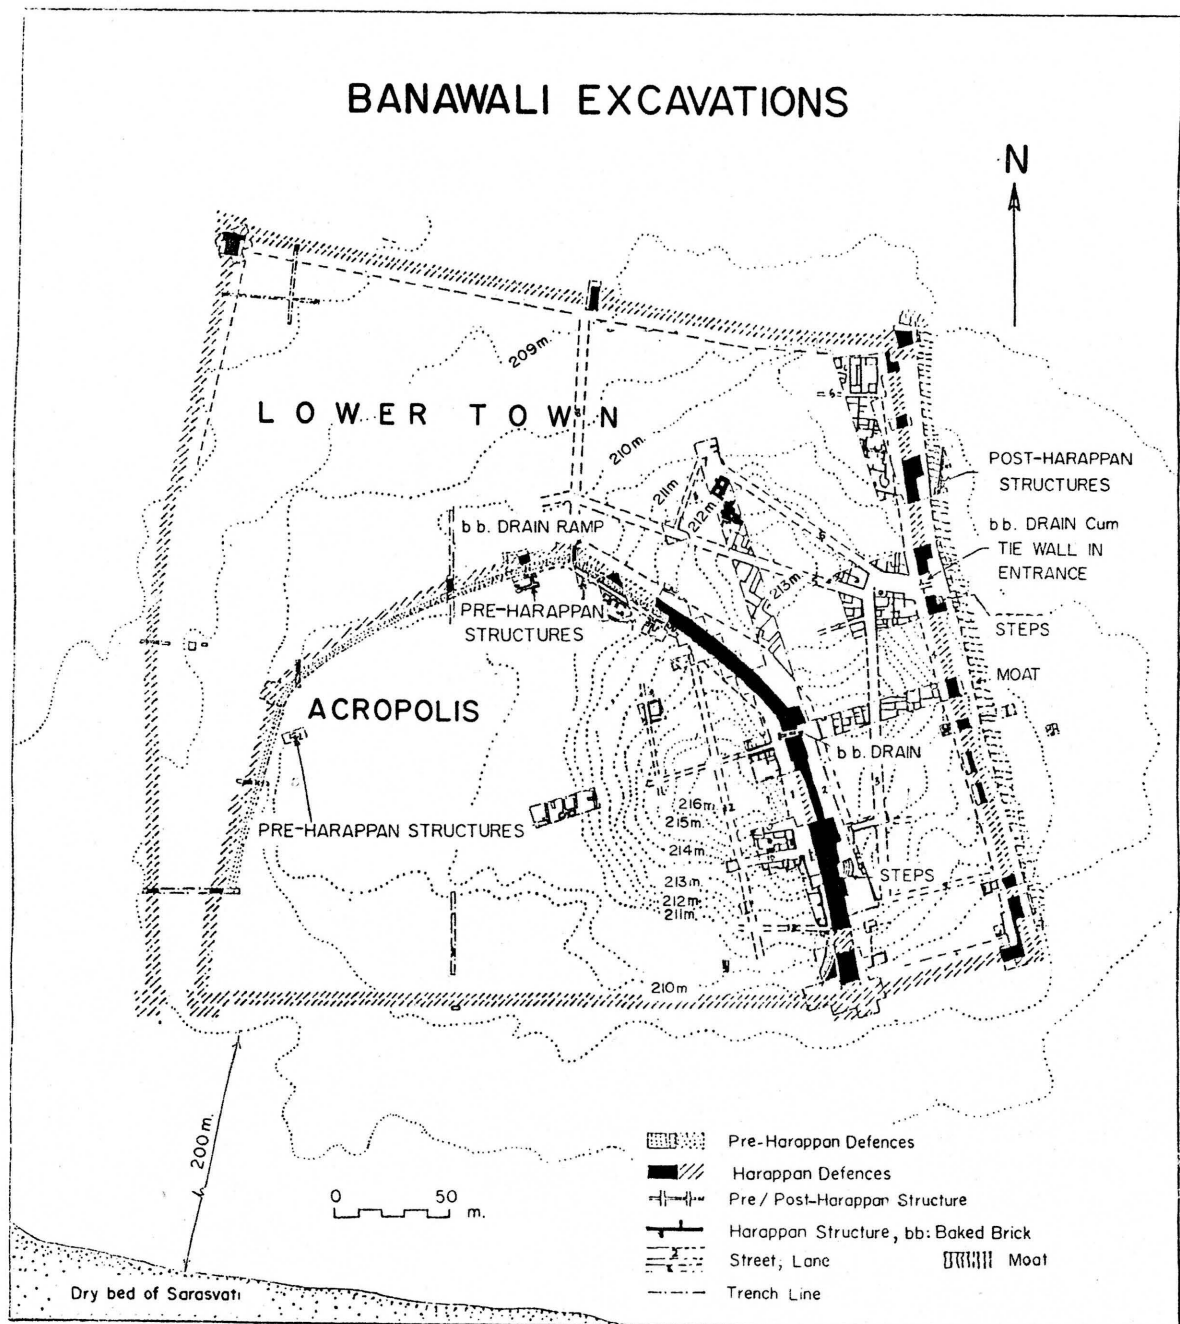 BANAWALI EXCAVATIONS
N
209m.
LOWER TOWN
210m.
211m
212m
213m
POST-HARAPPAN
STRUCTURES
bb. DRAIN RAMP
bb. DRAIN Cum
TIE WALL IN
ENTRANCE
PRE-HARAPPAN
STRUCTURES
STEPS
MOAT
ACROPOLIS
bb. DRAIN
PRE-HARAPPAN STRUCTURES
216m.
215m.
214m.
213m.
212m.
211m.
STEPS
210m
200m.
Pre-Harappan Defences
Harappan Defences
0 50
m.
Pre/Post-Harappan Structure
Harappan Structure, bb: Baked Brick
Street, Lane
Moat
Trench Line
Dry bed of Sarasvati